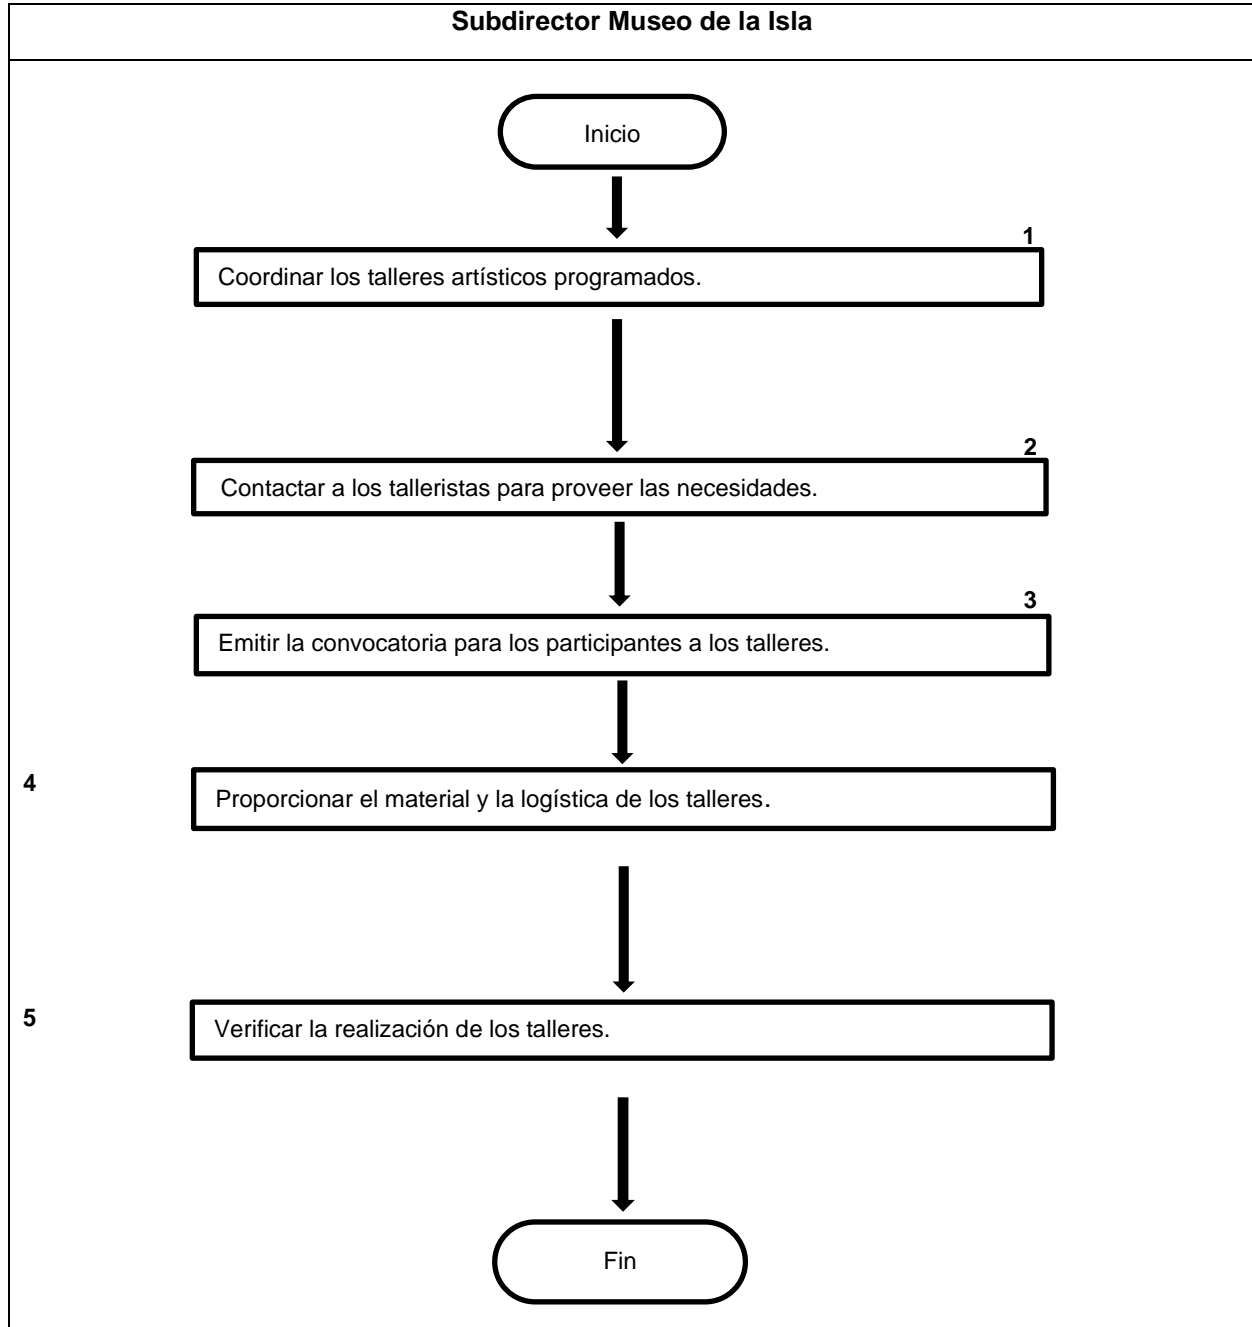 Subdirector Museo de la Isla
Inicio
1
Coordinar los talleres artísticos programados.
2
Contactar a los talleristas para proveer las necesidades.
3
Emitir la convocatoria para los participantes a los talleres.
4
Proporcionar el material y la logística de los talleres.
5
Verificar la realización de los talleres.
Fin